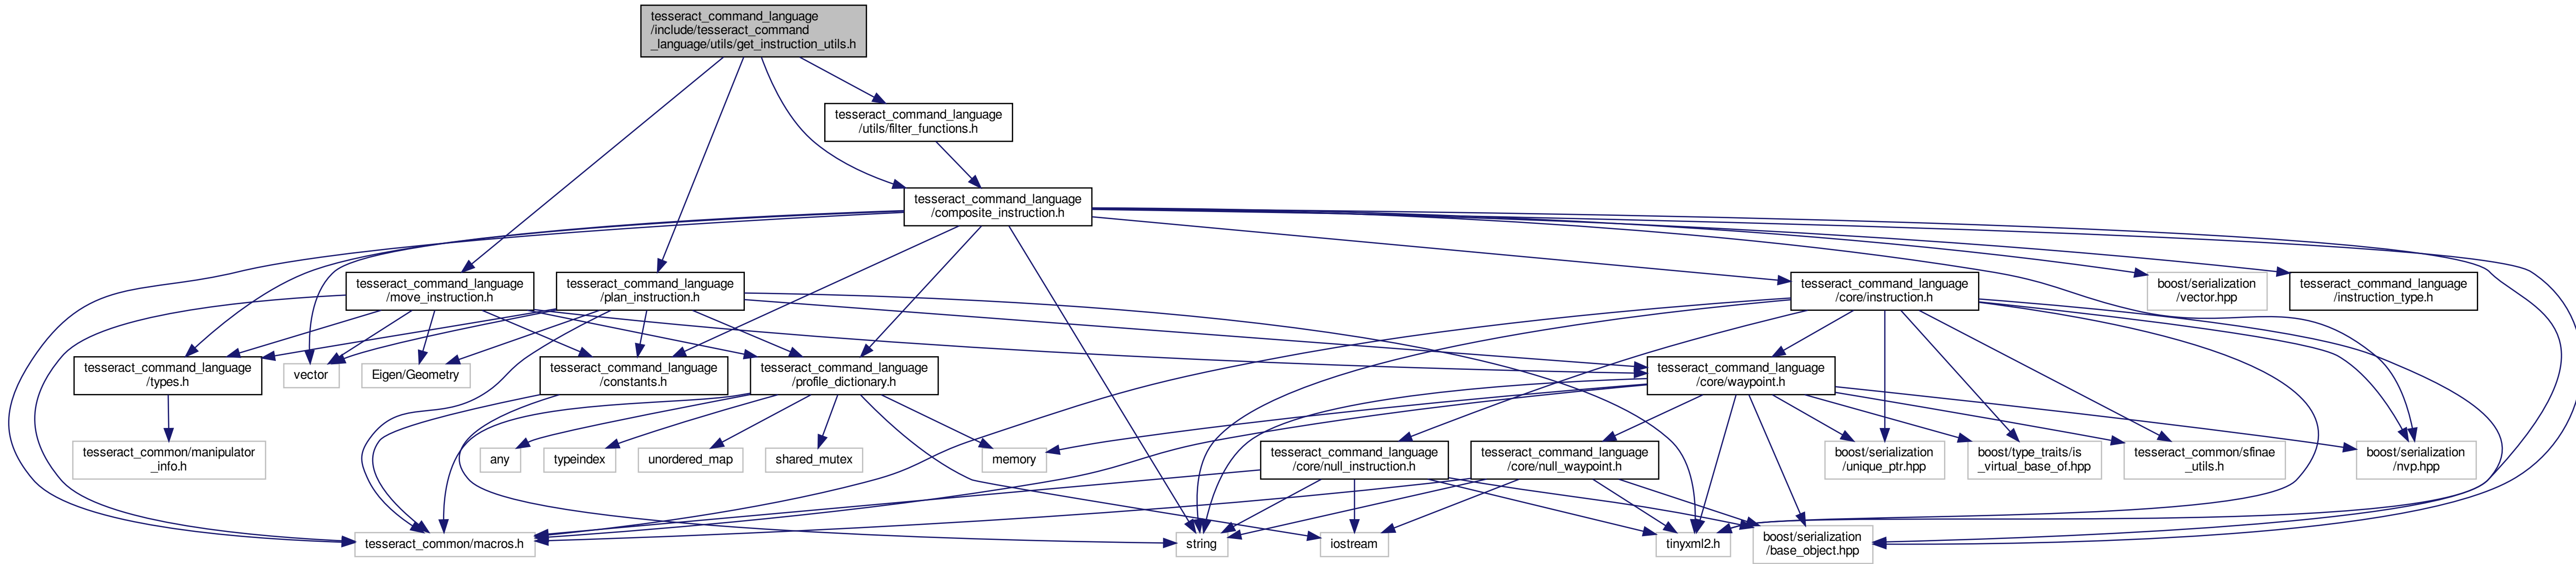 tesseract_command_language
/include/tesseract_command
_language/utils/get_instruction_utils.h
tesseract_command_language
/utils/filter_functions.h
tesseract_command_language
/composite_instruction.h
tesseract_command_language
/move_instruction.h
tesseract_command_language
/plan_instruction.h
tesseract_command_language
/core/instruction.h
boost/serialization
/vector.hpp
tesseract_command_language
/instruction_type.h
tesseract_command_language
/types.h
vector
Eigen/Geometry
tesseract_command_language
/constants.h
tesseract_command_language
/profile_dictionary.h
tesseract_command_language
/core/waypoint.h
tesseract_common/manipulator
_info.h
any
typeindex
unordered_map
shared_mutex
memory
tesseract_command_language
/core/null_instruction.h
tesseract_command_language
/core/null_waypoint.h
boost/serialization
/unique_ptr.hpp
boost/type_traits/is
_virtual_base_of.hpp
tesseract_common/sfinae
_utils.h
boost/serialization
/nvp.hpp
tesseract_common/macros.h
string
iostream
tinyxml2.h
boost/serialization
/base_object.hpp